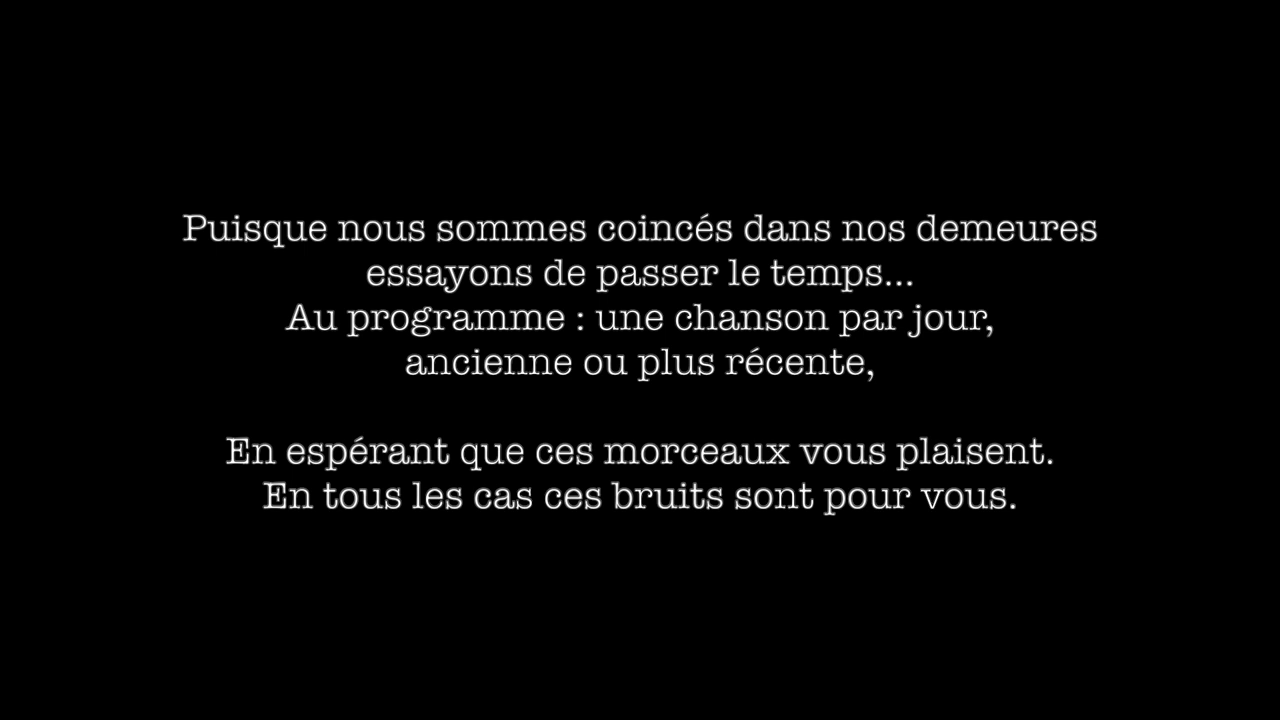 Puisque nous sommes coincés dans nos demeures
essayons de passer le temps...
Au programme : une chanson par jour,
ancienne ou plus récente,
En espérant que ces morceaux vous plaisent.
En tous les cas ces bruits sont pour vous.